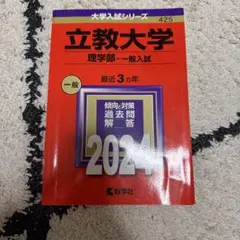 大学入試シリーズ
425
立教大学
理学部－一般入試
一般
最近3カ年
傾向と対策
過去問
解答
2024
教学社